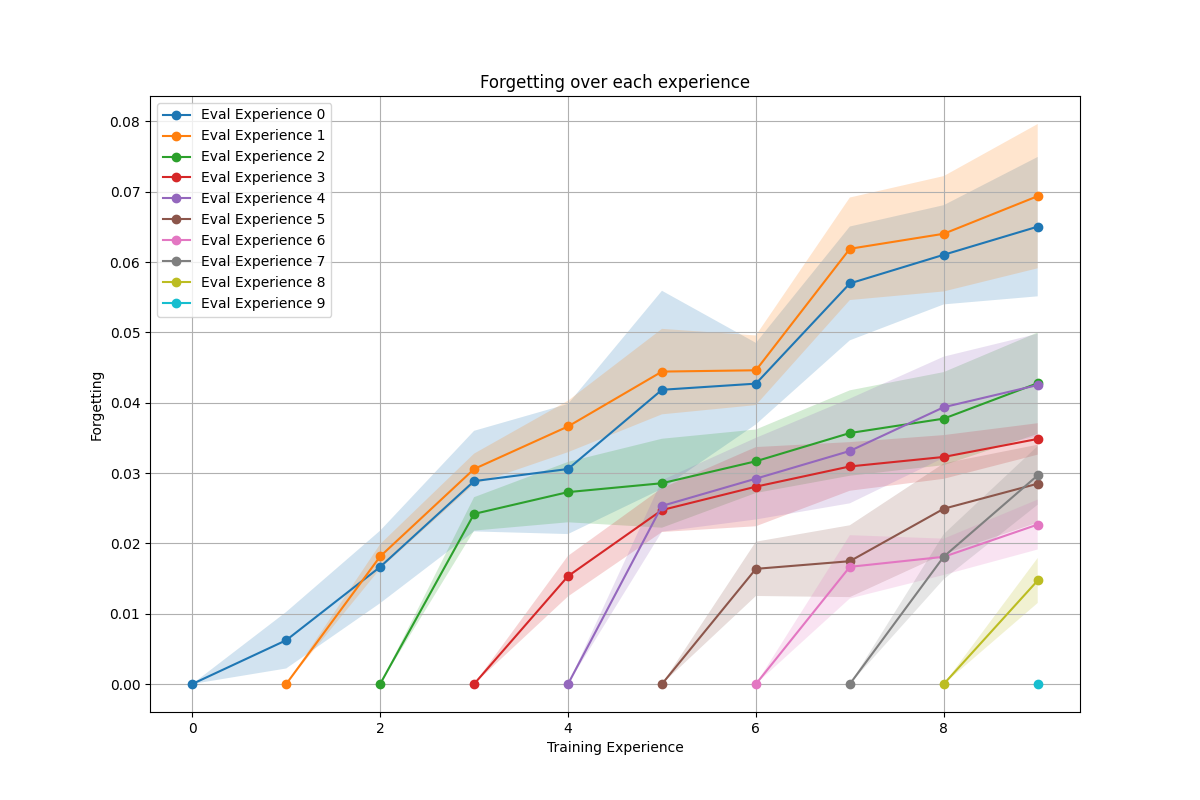 Forgetting over each experience
Eval Experience 0
Eval Experience 1
Eval Experience 2
Eval Experience 3
Eval Experience 4
Eval Experience 5
Eval Experience 6
Eval Experience 7
Eval Experience 8
Eval Experience 9
0.08
0.07
0.06
0.05
0.04
0.03
0.02
0.01
0.00
Forgetting
0 2 4 6 8
Training Experience